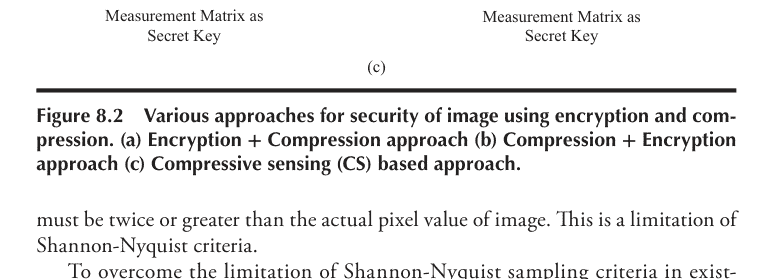 Measurement Matrix as Measurement Matrix as
Secret Key Secret Key
(c)
Figure 8.2 Various approaches for security of image using encryption and com-
pression. (a) Encryption + Compression approach (b) Compression + Encryption
approach (c) Compressive sensing (CS) based approach.
must be twice or greater than the actual pixel value of image. This is a limitation of
Shannon-Nyquist criteria.
To overcome the limitation of Shannon-Nyquist sampling criteria in exist-